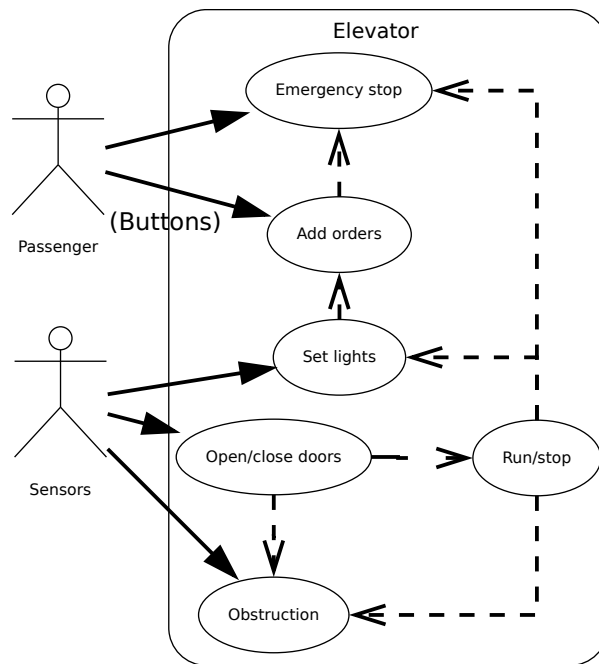 Elevator
Emergency stop
Passenger
(Buttons)
Add orders
Set lights
Open/close doors
Run/stop
Sensors
Obstruction